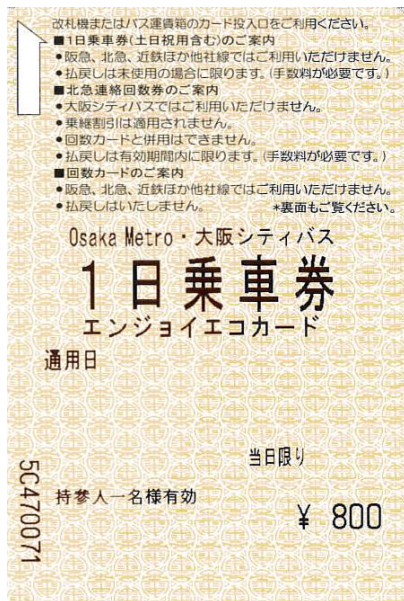 改札機またはバス運賃箱のカード投入口をご利用ください。
■1日乗車券(土日祝用含む)のご案内
●阪急、北急、近鉄ほか他社線ではご利用いただけません。
●払戻しは未使用の場合に限ります。(手数料が必要です。)
■北急連絡回数券のご案内
●大阪シティバスではご利用いただけません。
●乗継割引は適用されません。
●回数カードと併用はできません。
●払戻しは有効期間内に限ります。(手数料が必要です。)
■回数カードのご案内
●阪急、北急、近鉄ほか他社線ではご利用いただけません。
●払戻しはいたしません。 *裏面もご覧ください。
Osaka Metro・大阪シティバス
1日乗車券
エンジョイエコカード
通用日
当日限り
持参人一名様有効
¥ 800
5C470071